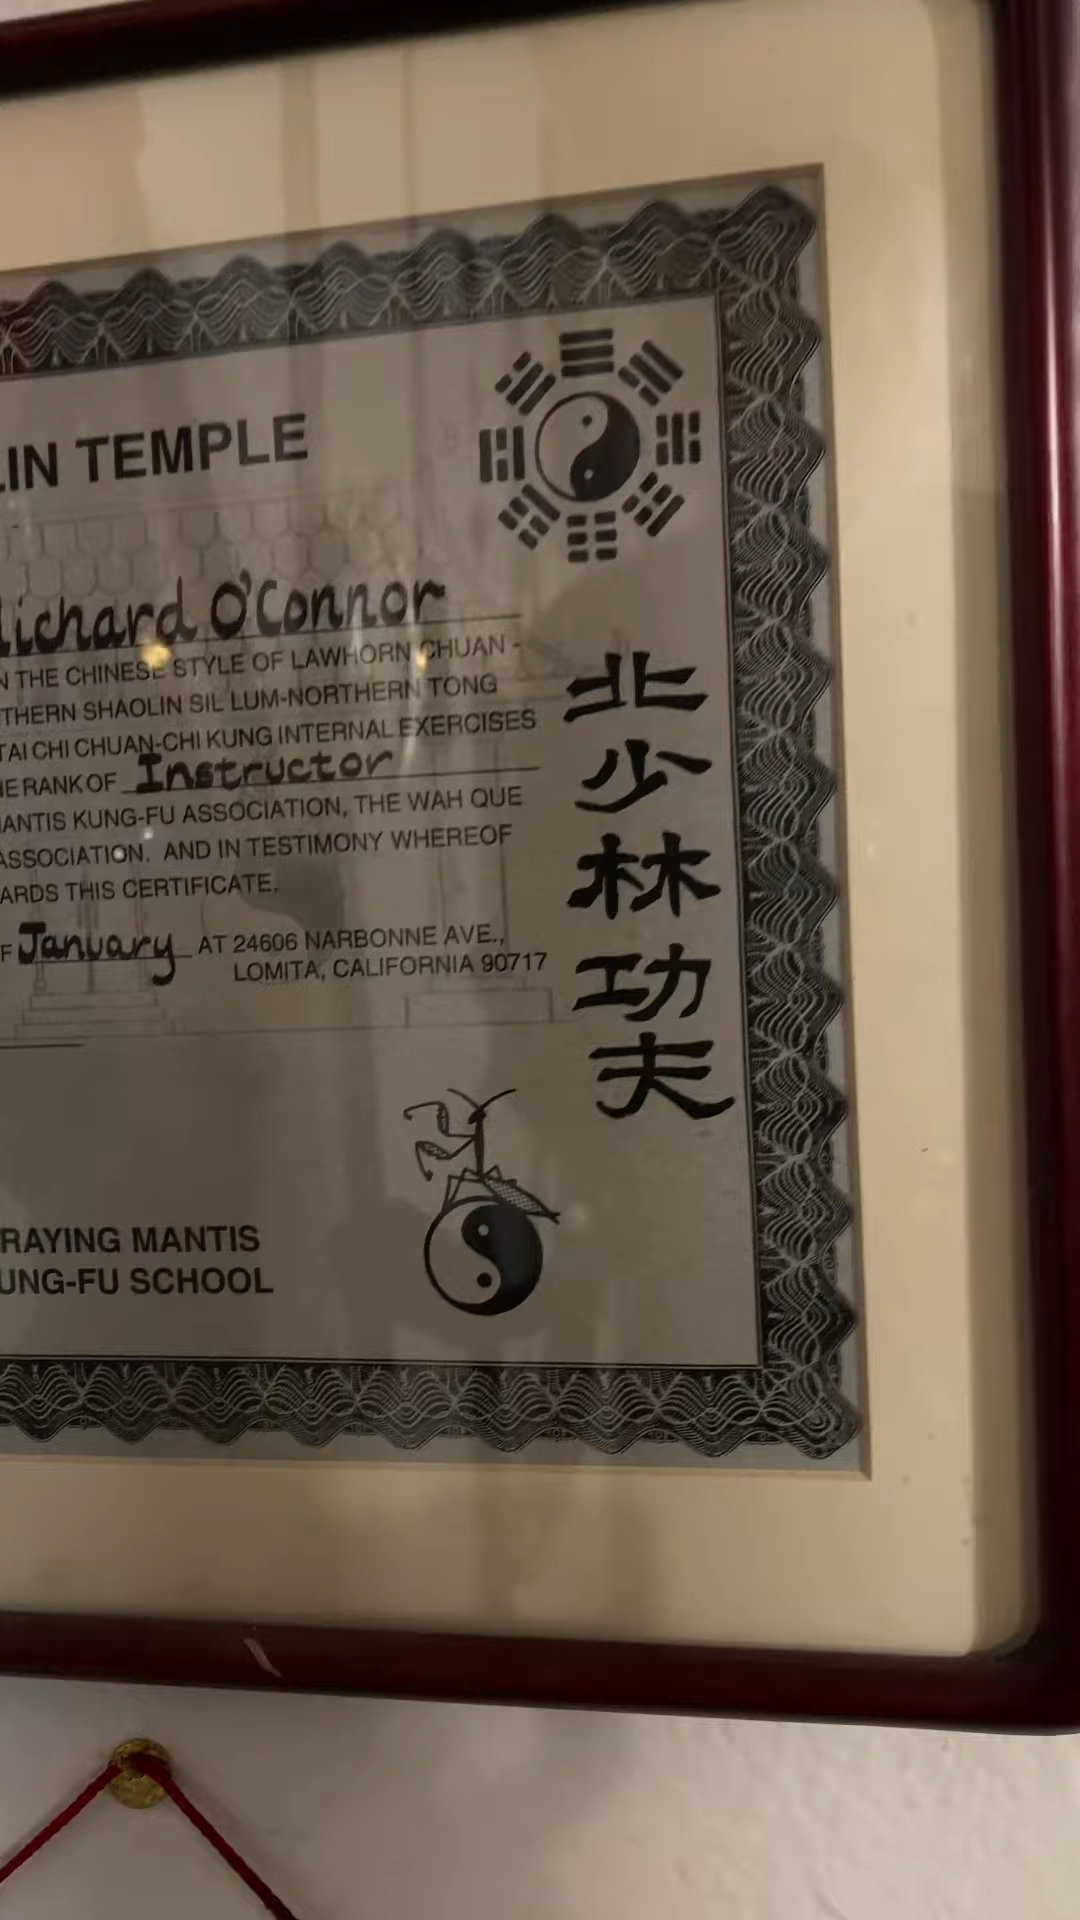 LIN TEMPLE
Richard O'Connor
N THE CHINESE STYLE OF LAWHORN CHUAN -
THERN SHAOLIN SIL LUM-NORTHERN TONG
TAI CHI CHUAN-CHI KUNG INTERNAL EXERCISES
HE RANK OF Instructor
MANTIS KUNG-FU ASSOCIATION, THE WAH QUE
ASSOCIATION. AND IN TESTIMONY WHEREOF
ARDS THIS CERTIFICATE.
F January AT 24606 NARBONNE AVE.,
LOMITA, CALIFORNIA 90717
RAYING MANTIS
UNG-FU SCHOOL
北少林功夫